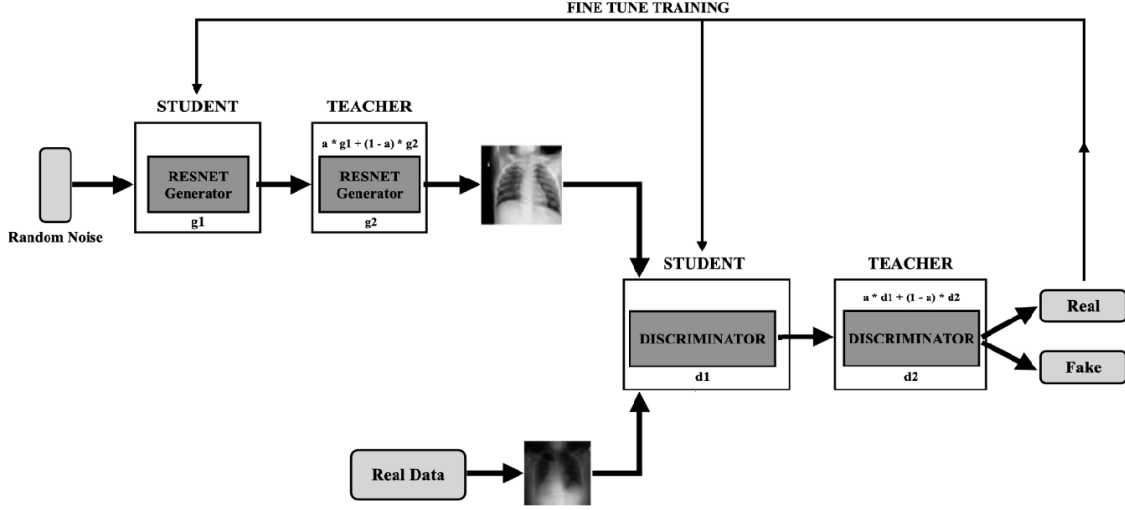 FINE TUNE TRAINING
STUDENT
TEACHER
a * g1 + (1 - a) * g2
RESNET
Generator
g1
RESNET
Generator
g2
Random Noise
STUDENT
TEACHER
a * d1 + (1 - a) * d2
DISCRIMINATOR
d1
DISCRIMINATOR
d2
Real
Fake
Real Data